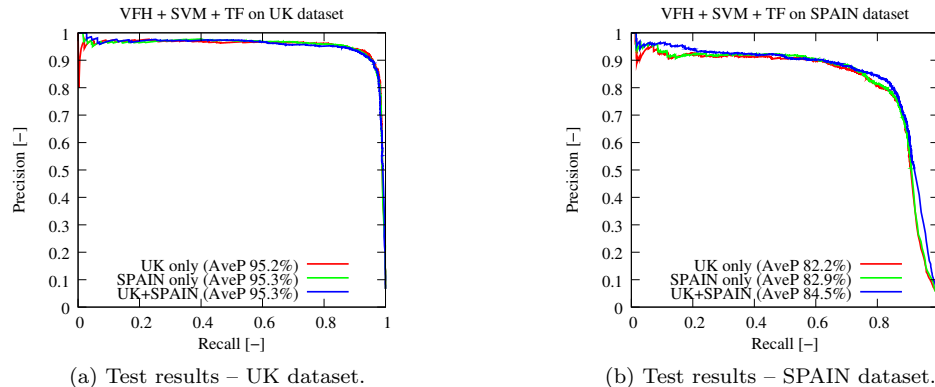 VFH + SVM + TF on UK dataset
1
0.9
0.8
0.7
0.6
0.5
0.4
0.3
0.2
0.1
0
Precision [−]
UK only (AveP 95.2%)
SPAIN only (AveP 95.3%)
UK+SPAIN (AveP 95.3%)
0 0.2 0.4 0.6 0.8 1
Recall [−]
(a) Test results – UK dataset.
VFH + SVM + TF on SPAIN dataset
1
0.9
0.8
0.7
0.6
0.5
0.4
0.3
0.2
0.1
0
Precision [−]
UK only (AveP 82.2%)
SPAIN only (AveP 82.9%)
UK+SPAIN (AveP 84.5%)
0 0.2 0.4 0.6 0.8
Recall [−]
(b) Test results – SPAIN dataset.